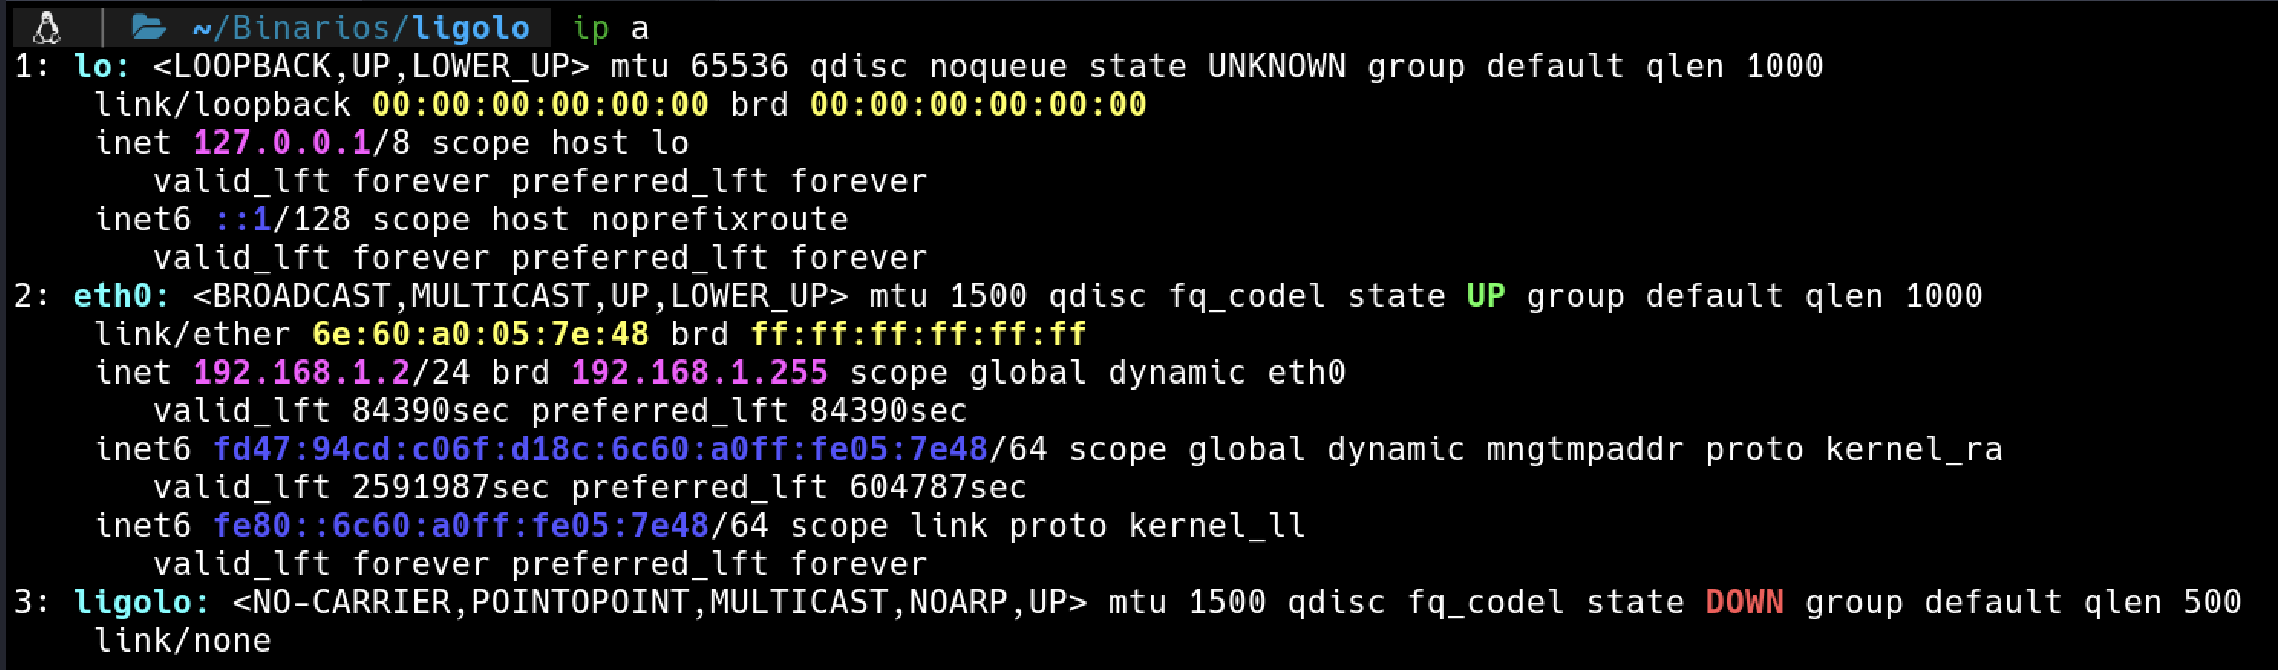 ~/Binarios/ligolo ip a
1: lo: <LOOPBACK,UP,LOWER_UP> mtu 65536 qdisc noqueue state UNKNOWN group default qlen 1000
    link/loopback 00:00:00:00:00:00 brd 00:00:00:00:00:00
    inet 127.0.0.1/8 scope host lo
       valid_lft forever preferred_lft forever
    inet6 ::1/128 scope host noprefixroute
       valid_lft forever preferred_lft forever
2: eth0: <BROADCAST,MULTICAST,UP,LOWER_UP> mtu 1500 qdisc fq_codel state UP group default qlen 1000
    link/ether 6e:60:a0:05:7e:48 brd ff:ff:ff:ff:ff:ff
    inet 192.168.1.2/24 brd 192.168.1.255 scope global dynamic eth0
       valid_lft 84390sec preferred_lft 84390sec
    inet6 fd47:94cd:c06f:d18c:6c60:a0ff:fe05:7e48/64 scope global dynamic mngtmpaddr proto kernel_ra
       valid_lft 2591987sec preferred_lft 604787sec
    inet6 fe80::6c60:a0ff:fe05:7e48/64 scope link proto kernel_ll
       valid_lft forever preferred_lft forever
3: ligolo: <NO-CARRIER,POINTOPOINT,MULTICAST,NOARP,UP> mtu 1500 qdisc fq_codel state DOWN group default qlen 500
    link/none